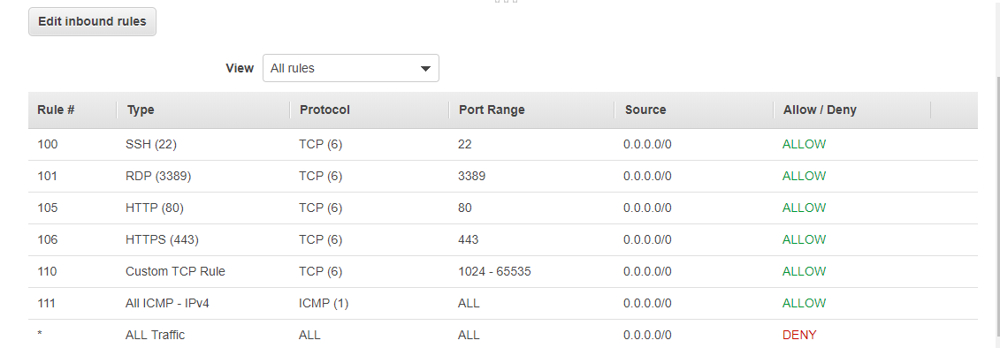 Edit inbound rules
View All rules
Rule # Type Protocol Port Range Source Allow / Deny
100 SSH (22) TCP (6) 22 0.0.0.0/0 ALLOW
101 RDP (3389) TCP (6) 3389 0.0.0.0/0 ALLOW
105 HTTP (80) TCP (6) 80 0.0.0.0/0 ALLOW
106 HTTPS (443) TCP (6) 443 0.0.0.0/0 ALLOW
110 Custom TCP Rule TCP (6) 1024 - 65535 0.0.0.0/0 ALLOW
111 All ICMP - IPv4 ICMP (1) ALL 0.0.0.0/0 ALLOW
* ALL Traffic ALL ALL 0.0.0.0/0 DENY